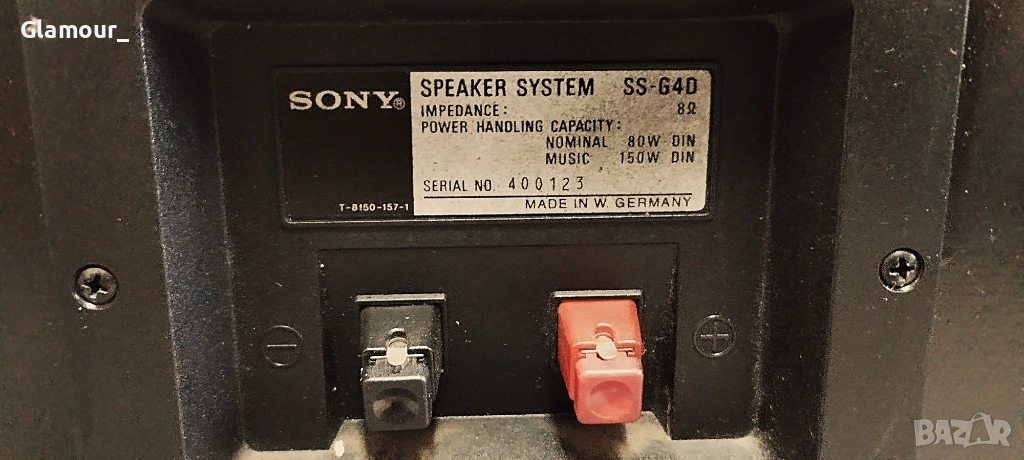 Glamour_
SONY®
SPEAKER SYSTEM SS-G4D
IMPEDANCE: 8Ω
POWER HANDLING CAPACITY:
NOMINAL 80W DIN
MUSIC 150W DIN
SERIAL NO. 400123
MADE IN W. GERMANY
T-8150-157-1
− +
BAZAR